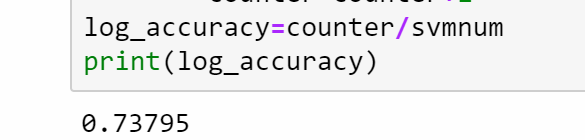 log_accuracy=counter/svmnum
print(log_accuracy)
0.73795